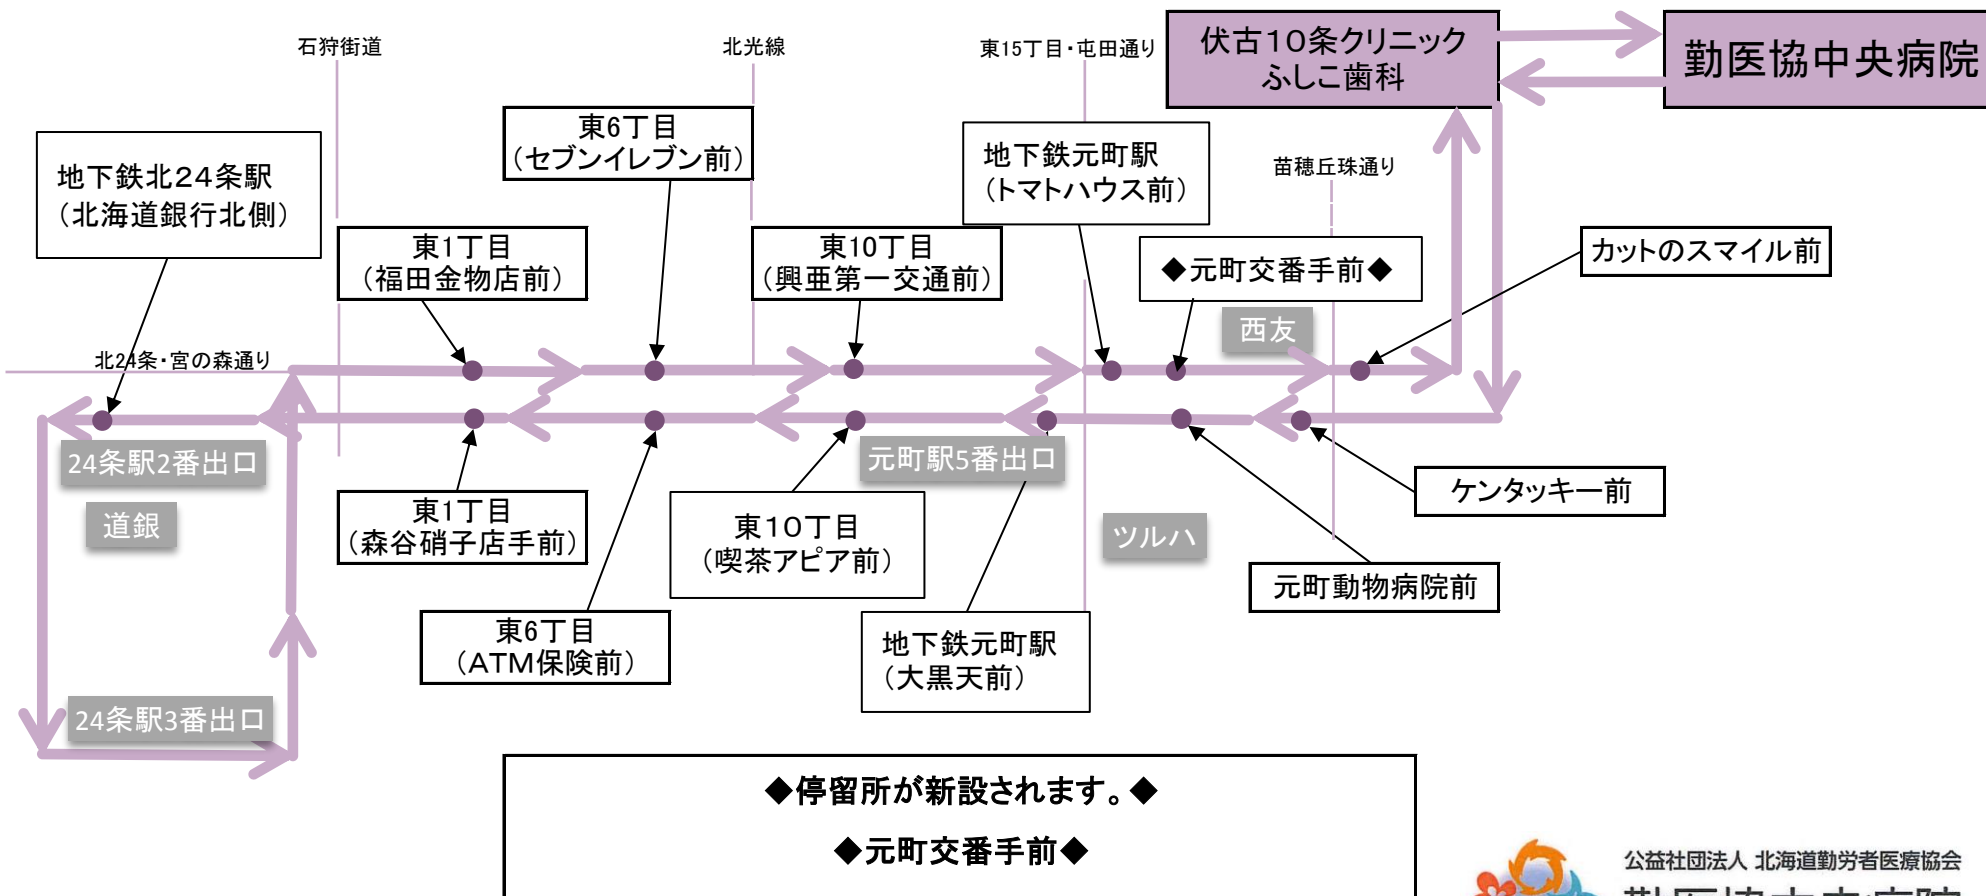 伏古10条クリニック
ふしこ歯科
勤医協中央病院
石狩街道
北光線
東15丁目・屯田通り
苗穂丘珠通り
東6丁目
(セブンイレブン前)
地下鉄元町駅
(トマトハウス前)
地下鉄北24条駅
(北海道銀行北側)
東1丁目
(福田金物店前)
東10丁目
(興亜第一交通前)
◆元町交番手前◆
カットのスマイル前
西友
北24条・宮の森通り
24条駅2番出口
道銀
元町駅5番出口
ツルハ
東1丁目
(森谷硝子店手前)
東10丁目
(喫茶アピア前)
ケンタッキー前
元町動物病院前
東6丁目
(ATM保険前)
地下鉄元町駅
(大黒天前)
24条駅3番出口
◆停留所が新設されます。◆
◆元町交番手前◆
公益社団法人 北海道勤労者医療協会